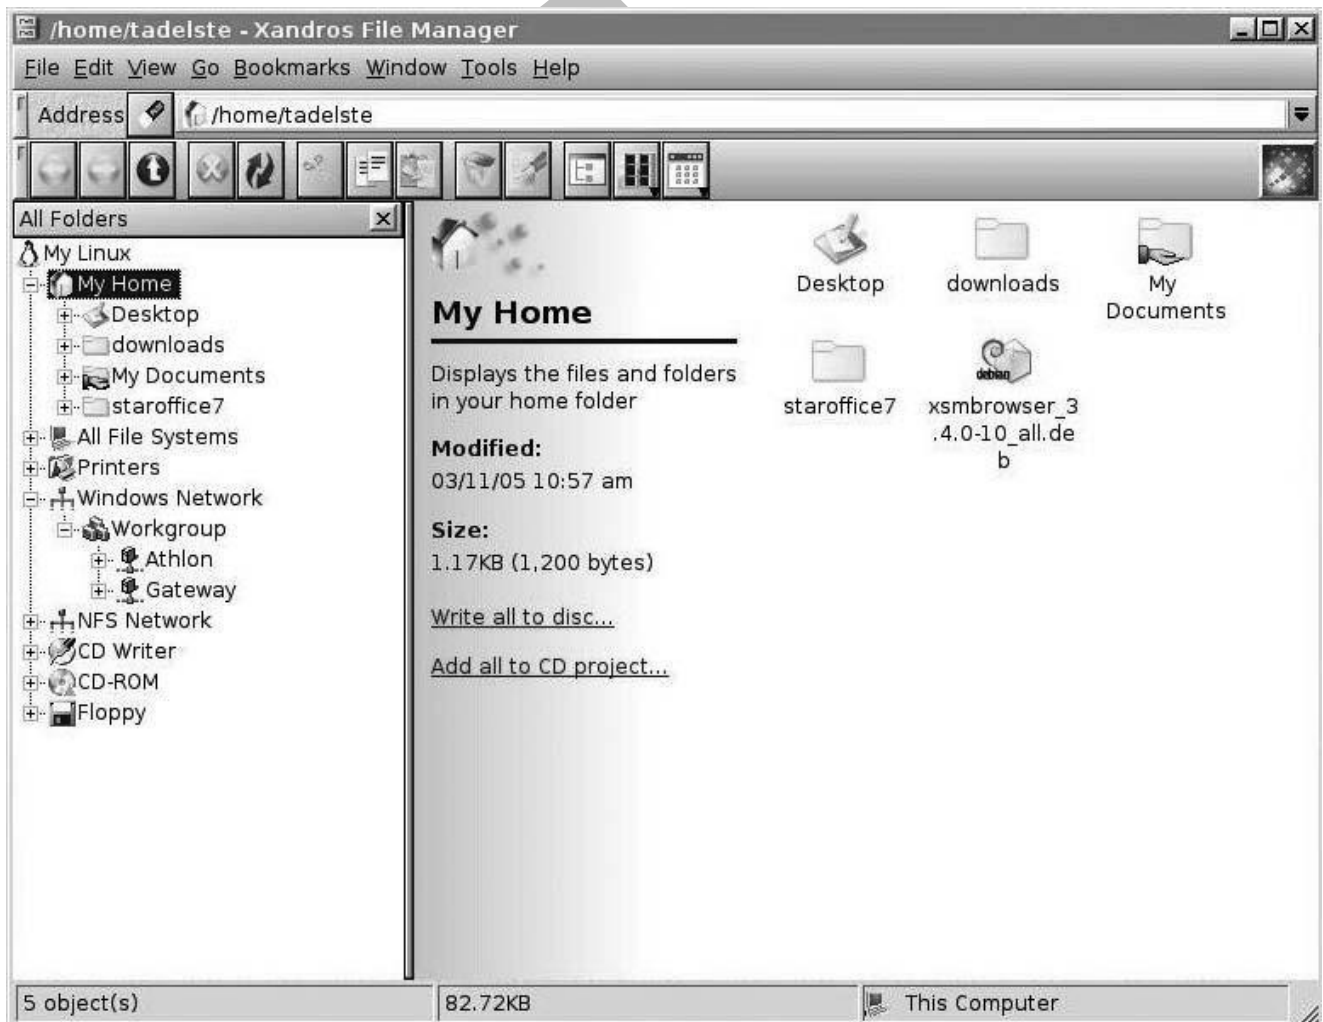 /home/tadelste - Xandros File Manager
File Edit View Go Bookmarks Window Tools Help
Address /home/tadelste
All Folders
My Linux
My Home
Desktop
downloads
My Documents
staroffice7
All File Systems
Printers
Windows Network
Workgroup
Athlon
Gateway
NFS Network
CD Writer
CD-ROM
Floppy
My Home
Displays the files and folders
in your home folder
Modified:
03/11/05 10:57 am
Size:
1.17KB (1,200 bytes)
Write all to disc...
Add all to CD project...
Desktop
downloads
My
Documents
staroffice7
debian
xsmbrowser_3
.4.0-10_all.de
b
5 object(s)
82.72KB
This Computer